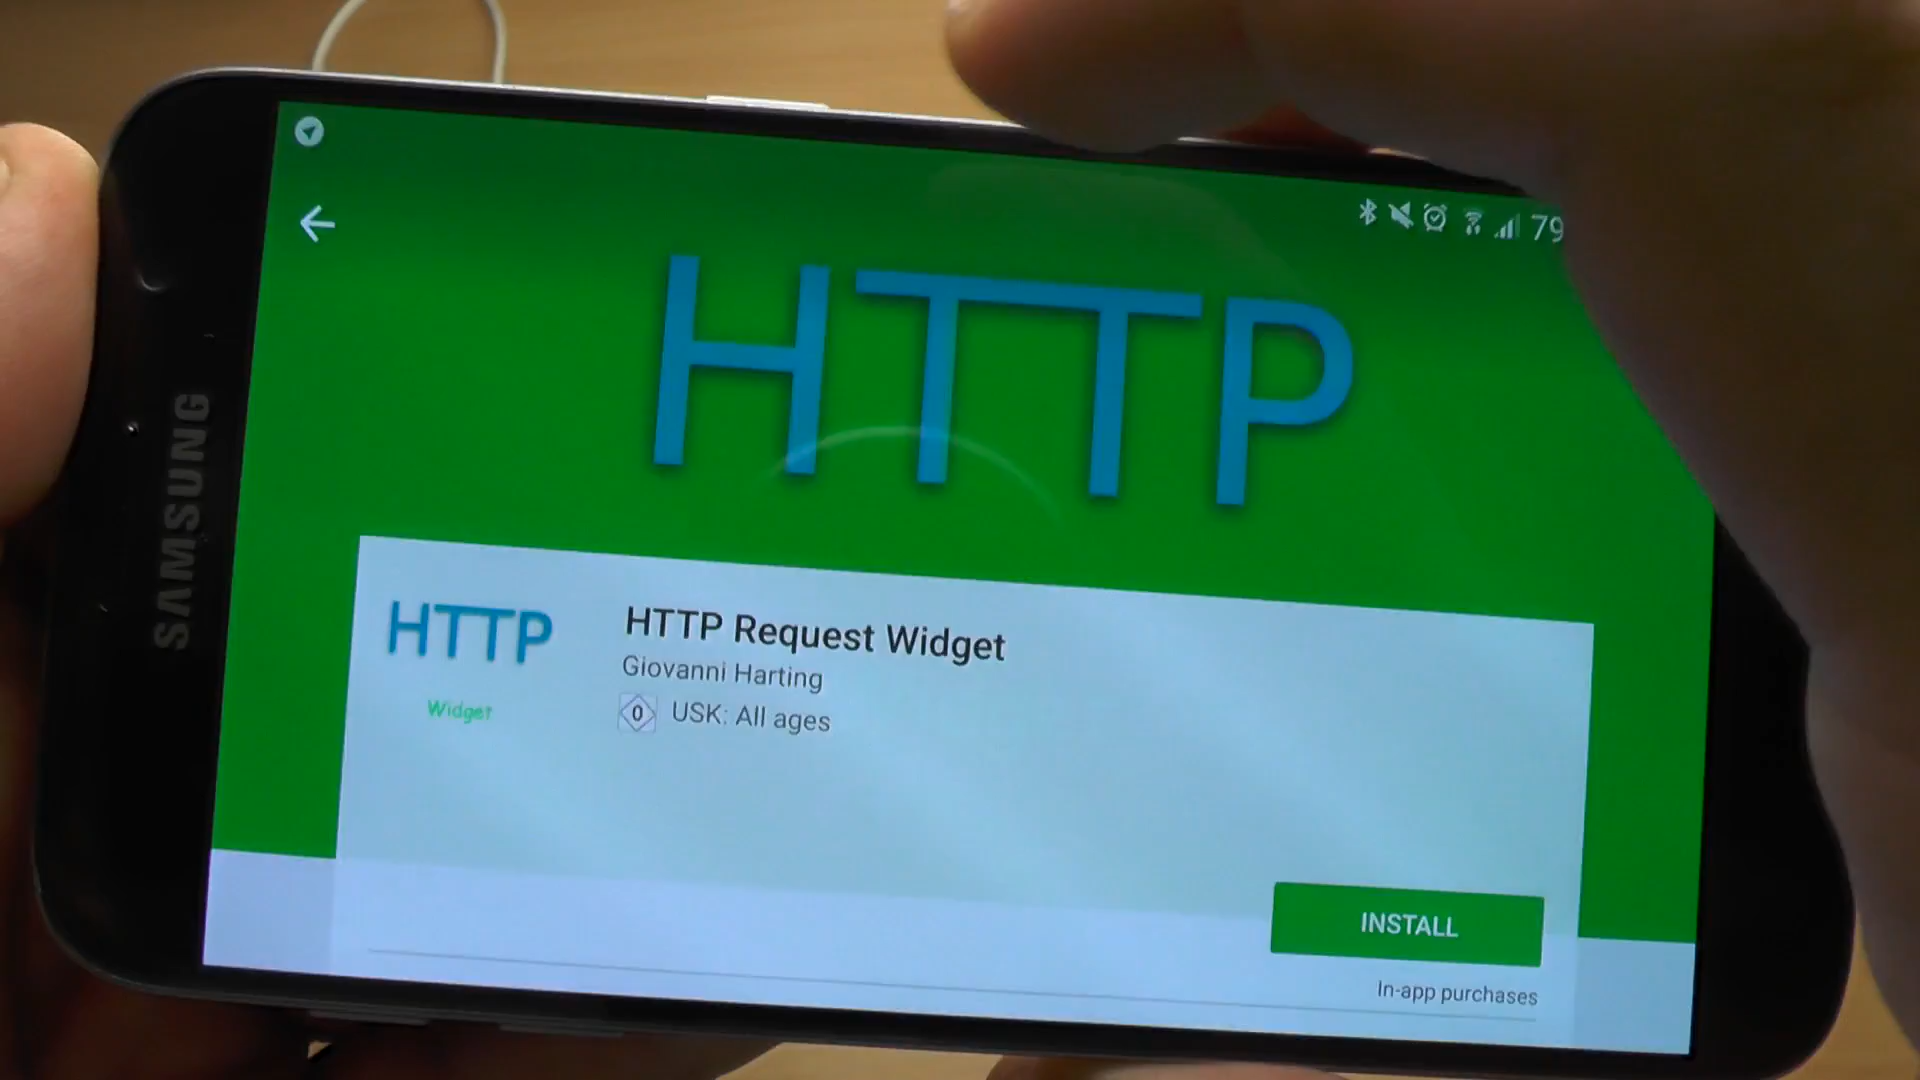 79
HTTP
SAMSUNG
HTTP
Widget
HTTP Request Widget
Giovanni Harting
0
USK: All ages
INSTALL
In-app purchases